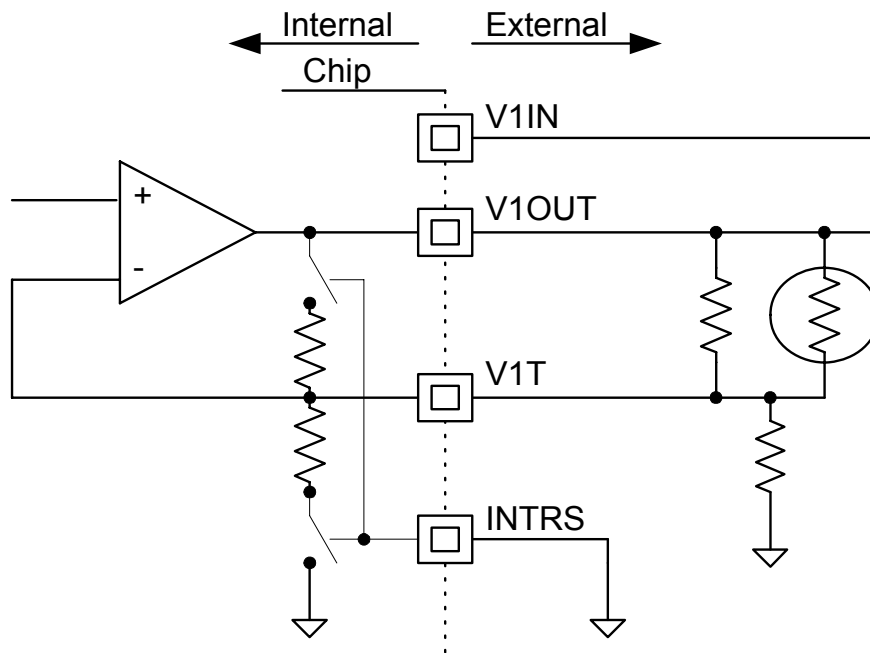 Internal External
Chip
V1IN
V1OUT
+
-
V1T
INTRS